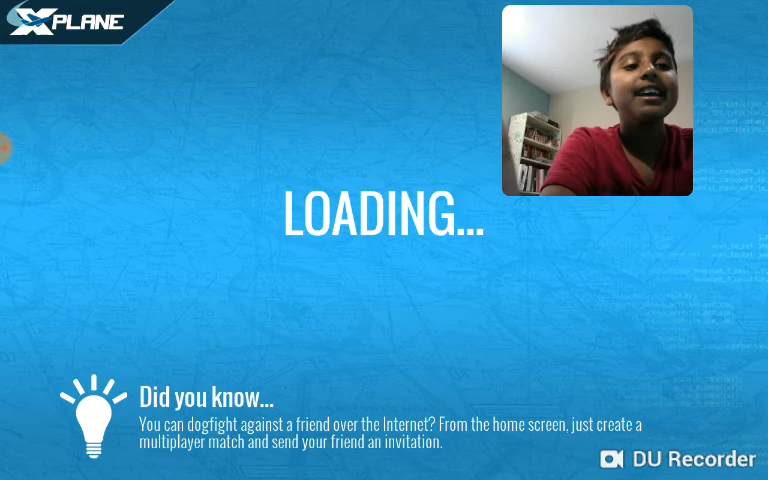 X PLANE
LOADING...
Did you know...
You can dogfight against a friend over the Internet? From the home screen, just create a
multiplayer match and send your friend an invitation.
DU Recorder